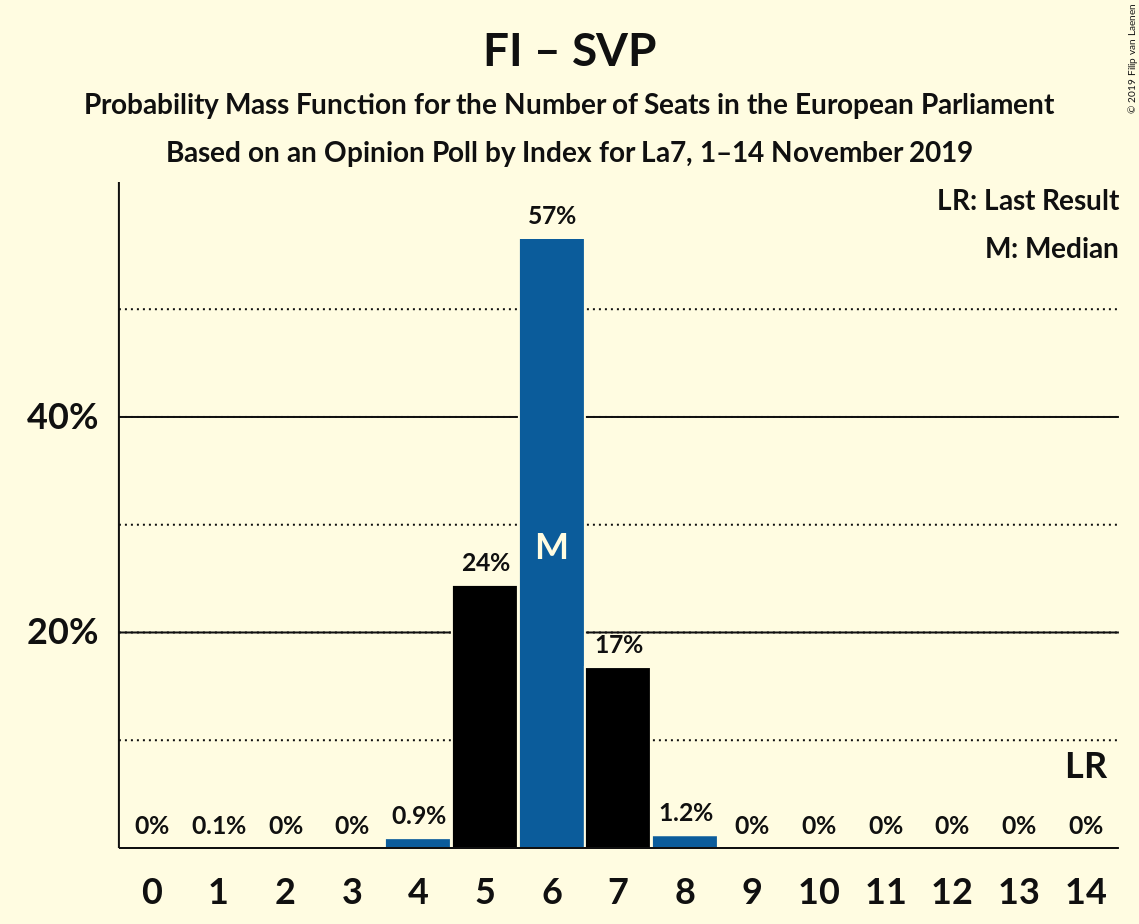 FI – SVP
Probability Mass Function for the Number of Seats in the European Parliament
Based on an Opinion Poll by Index for La7, 1–14 November 2019
© 2019 Filip van Laenen
LR: Last Result
M: Median
57%
40%
M
24%
20%
17%
LR
0% 0.1% 0% 0% 0.9% 1.2% 0% 0% 0% 0% 0% 0%
0 1 2 3 4 5 6 7 8 9 10 11 12 13 14